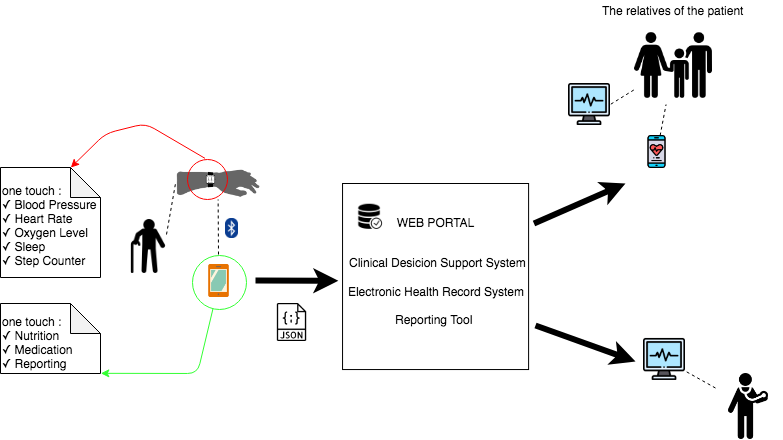 The relatives of the patient
one touch :
✓ Blood Pressure
✓ Heart Rate
✓ Oxygen Level
✓ Sleep
✓ Step Counter
WEB PORTAL
Clinical Desicion Support System
Electronic Health Record System
Reporting Tool
{;}
JSON
one touch :
✓ Nutrition
✓ Medication
✓ Reporting